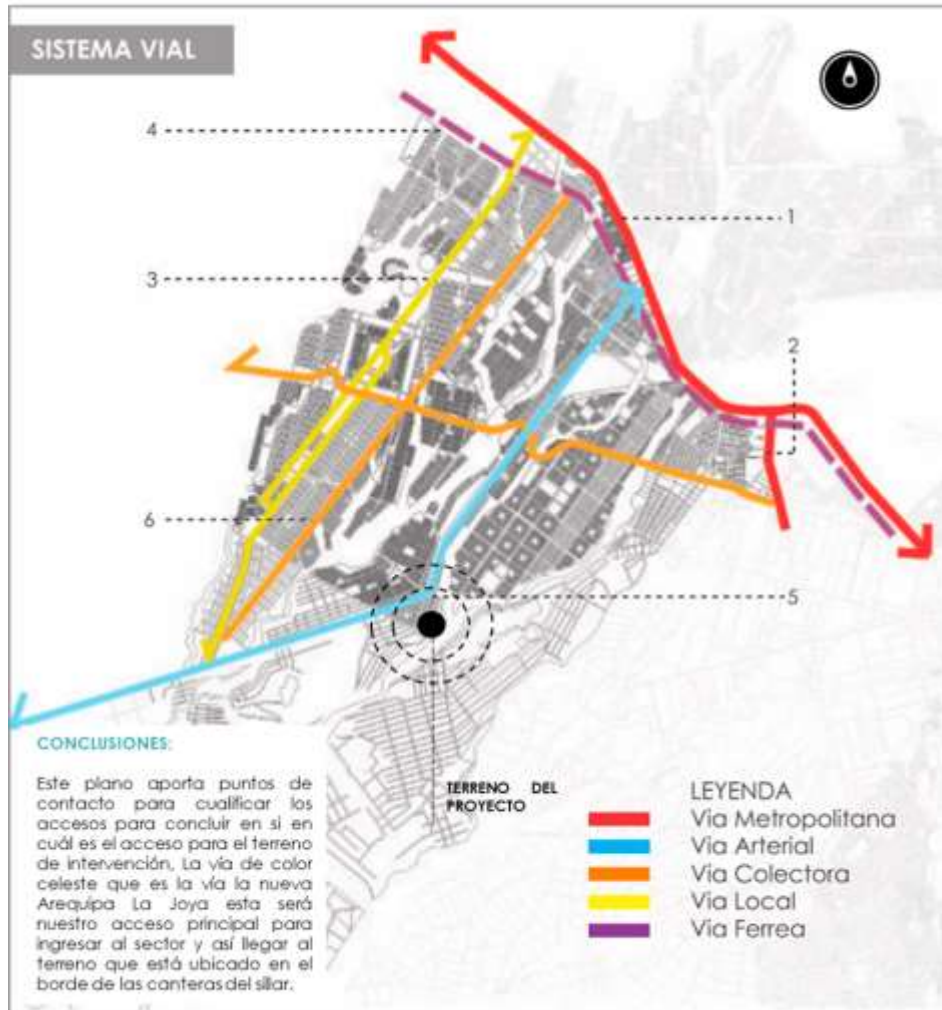 SISTEMA VIAL
4
1
3
2
6
5
CONCLUSIONES:
Este plano aporta puntos de
contacto para cualificar los
accesos para concluir en si en
cuál es el acceso para el terreno
de intervención, La vía de color
celeste que es la vía la nueva
Arequipa La Joya esta será
nuestro acceso principal para
ingresar al sector y así llegar al
terreno que está ubicado en el
borde de las canteras del sillar.
TERRENO DEL
PROYECTO
LEYENDA
Via Metropolitana
Via Arterial
Via Colectora
Via Local
Via Ferrea